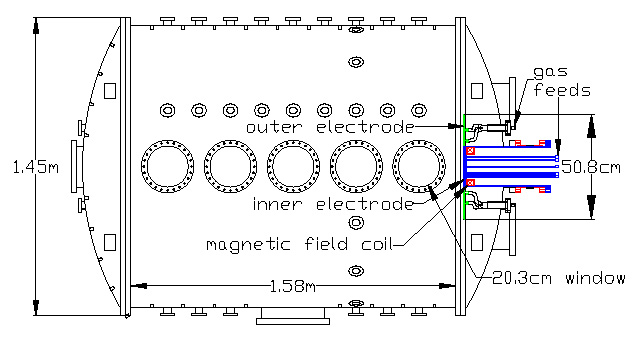 gas
feeds
outer electrode
1.45m
50.8cm
inner electrode
magnetic field coil
20.3cm window
1.58m